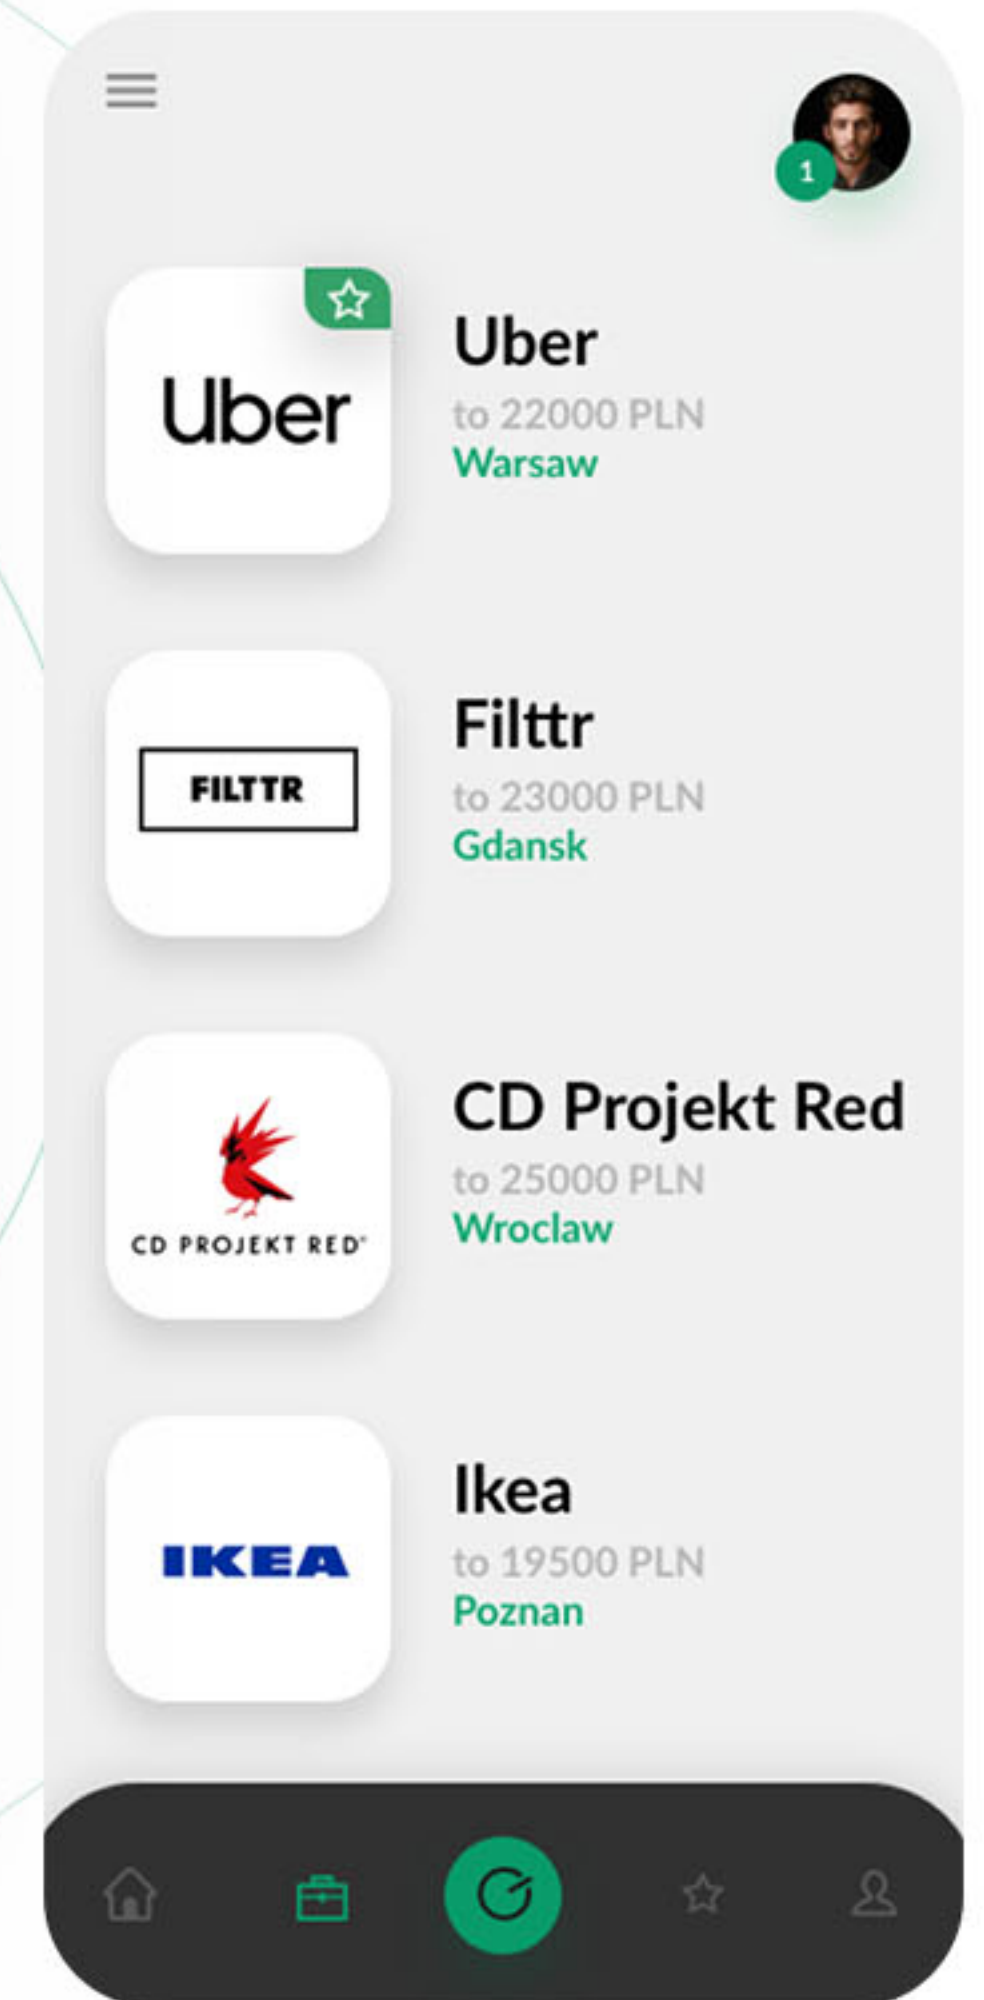 1
Uber
Uber
to 22000 PLN
Warsaw
FILTTR
Filttr
to 23000 PLN
Gdansk
CD PROJEKT RED®
CD Projekt Red
to 25000 PLN
Wroclaw
IKEA
Ikea
to 19500 PLN
Poznan